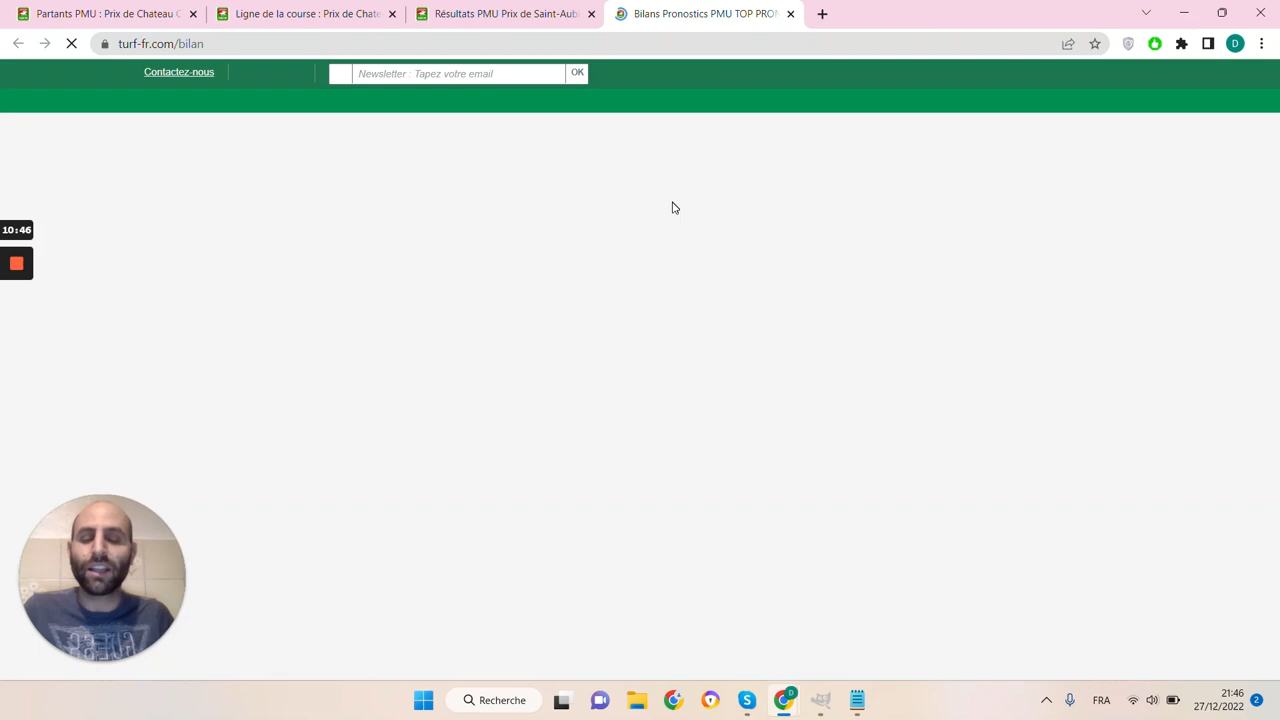 Partants PMU : Prix de Chateau G
Ligne de la course : Prix de Chate
Résultats PMU Prix de Saint-Aubi
Bilans Pronostics PMU TOP PRON
turf-fr.com/bilan
D
Contactez-nous
Newsletter : Tapez votre email
OK
10:46
Recherche
D
FRA
21:46
27/12/2022
2